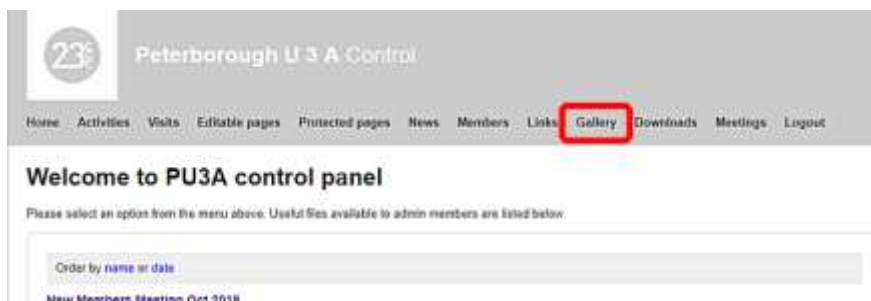 23
Peterborough U 3 A Control
Home Activities Visits Editable pages Protected pages News Members Links Gallery Downloads Meetings Logout
Welcome to PU3A control panel
Please select an option from the menu above. Useful files available to admin members are listed below
Order by name or date
New Members Meeting Oct 2018